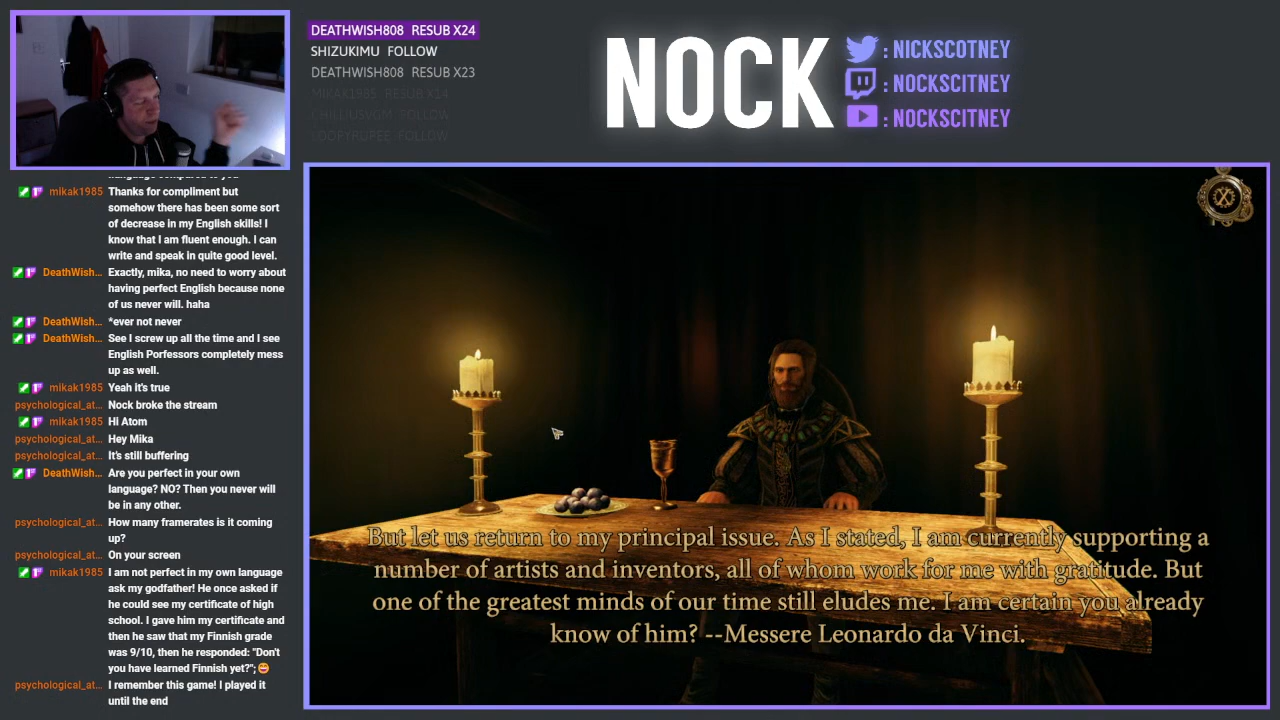 DEATHWISH808 RESUB X24
SHIZUKIMU FOLLOW
DEATHWISH808 RESUB X23
MIKAK1985 RESUB X14
FOLLOW
FOLLOW
NOCK
: NICKSCOTNEY
: NOCKSCITNEY
: NOCKSCITNEY
language compared to you
mikak1985 Thanks for compliment but
somehow there has been some sort
of decrease in my English skills! I
know that I am fluent enough. I can
write and speak in quite good level.
DeathWish... Exactly, mika, no need to worry about
having perfect English because none
of us never will. haha
DeathWish... *ever not never
DeathWish... See I screw up all the time and I see
English Porfessors completely mess
up as well.
mikak1985 Yeah it's true
psychological_at... Nock broke the stream
mikak1985 Hi Atom
psychological_at... Hey Mika
psychological_at... It's still buffering
DeathWish... Are you perfect in your own
language? NO? Then you never will
be in any other.
psychological_at... How many framerates is it coming
up?
psychological_at... On your screen
mikak1985 I am not perfect in my own language
ask my godfather! He once asked if
he could see my certificate of high
school. I gave him my certificate and
then he saw that my Finnish grade
was 9/10, then he responded: "Don't
you have learned Finnish yet?";
psychological_at... I remember this game! I played it
until the end
But let us return to my principal issue. As I stated, I am currently supporting a
number of artists and inventors, all of whom work for me with gratitude. But
one of the greatest minds of our time still eludes me. I am certain you already
know of him? --Messere Leonardo da Vinci.